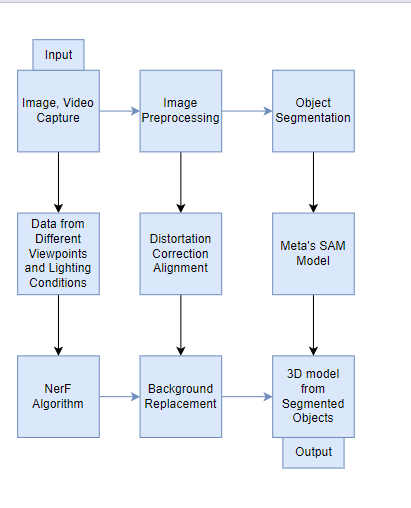 Input
Image, Video
Capture
Image
Preprocessing
Object
Segmentation
Data from
Different
Viewpoints
and Lighting
Conditions
Distortation
Correction
Alignment
Meta's SAM
Model
NerF
Algorithm
Background
Replacement
3D model
from
Segmented
Objects
Output